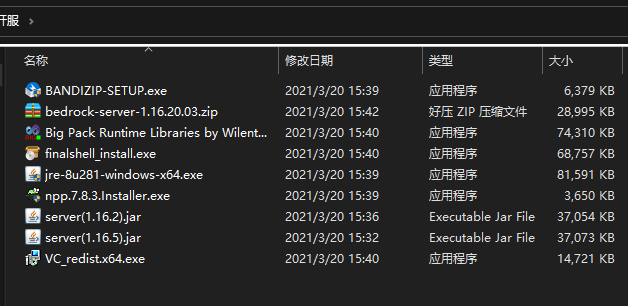 开服 >
名称 修改日期 类型 大小
BANDIZIP-SETUP.exe 2021/3/20 15:39 应用程序 6,379 KB
bedrock-server-1.16.20.03.zip 2021/3/20 15:42 好压 ZIP 压缩文件 28,995 KB
Big Pack Runtime Libraries by Wilent... 2021/3/20 15:40 应用程序 74,310 KB
finalshell_install.exe 2021/3/20 15:40 应用程序 68,757 KB
jre-8u281-windows-x64.exe 2021/3/20 15:40 应用程序 81,591 KB
npp.7.8.3.Installer.exe 2021/3/20 15:39 应用程序 3,650 KB
server(1.16.2).jar 2021/3/20 15:36 Executable Jar File 37,054 KB
server(1.16.5).jar 2021/3/20 15:32 Executable Jar File 37,073 KB
VC_redist.x64.exe 2021/3/20 15:40 应用程序 14,721 KB